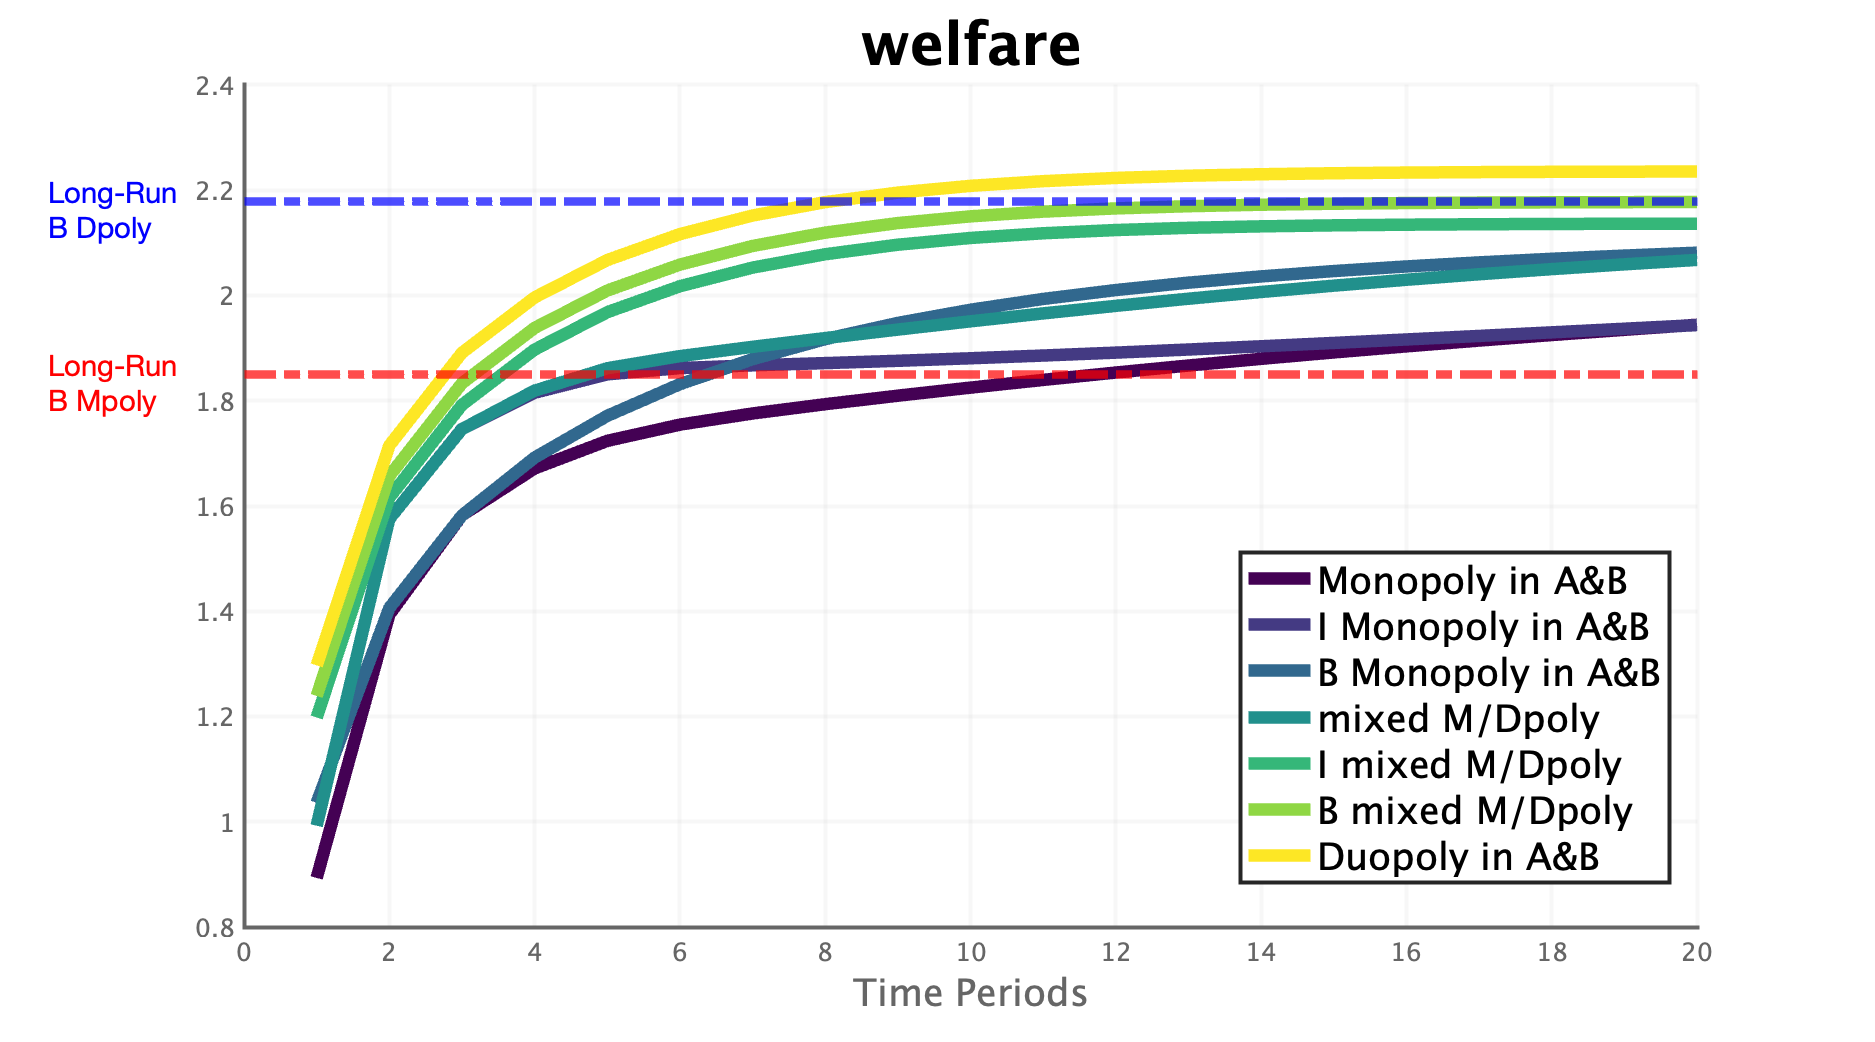 welfare
2.4
2.2
2
1.8
1.6
1.4
1.2
1
0.8
Long-Run
B Dpoly
Long-Run
B Mpoly
Monopoly in A&B
I Monopoly in A&B
B Monopoly in A&B
mixed M/Dpoly
I mixed M/Dpoly
B mixed M/Dpoly
Duopoly in A&B
0 2 4 6 8 10 12 14 16 18 20
Time Periods